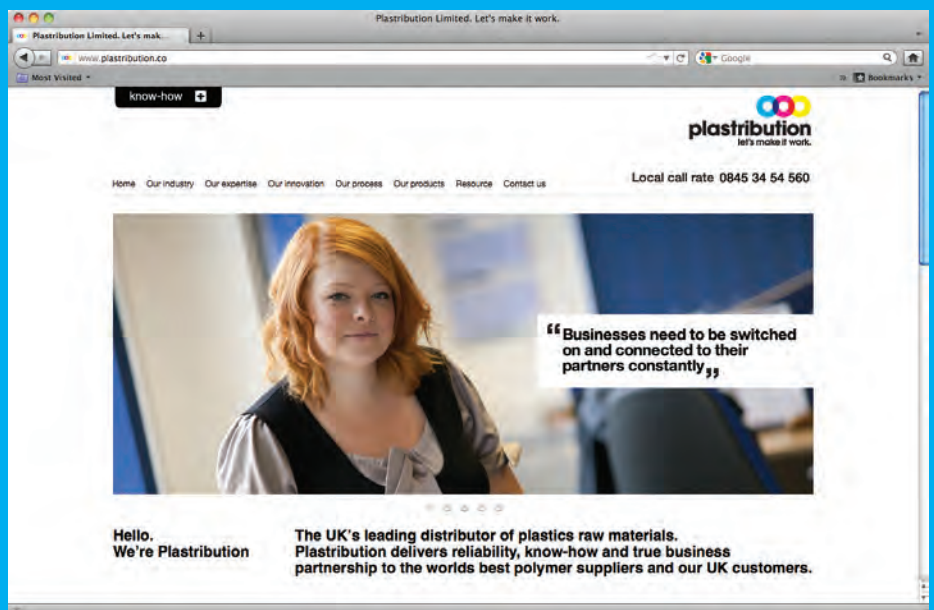 Plastribution Limited. Let's make it work.
Plastribution Limited. Let's mak...
www.plastribution.co
Google
Most Visited
Bookmarks
know-how
plastribution
let's make it work.
Home Our industry Our expertise Our innovation Our process Our products Resource Contact us
Local call rate 0845 34 54 560
“Businesses need to be switched
on and connected to their
partners constantly„
Hello.
We're Plastribution
The UK's leading distributor of plastics raw materials.
Plastribution delivers reliability, know-how and true business
partnership to the worlds best polymer suppliers and our UK customers.